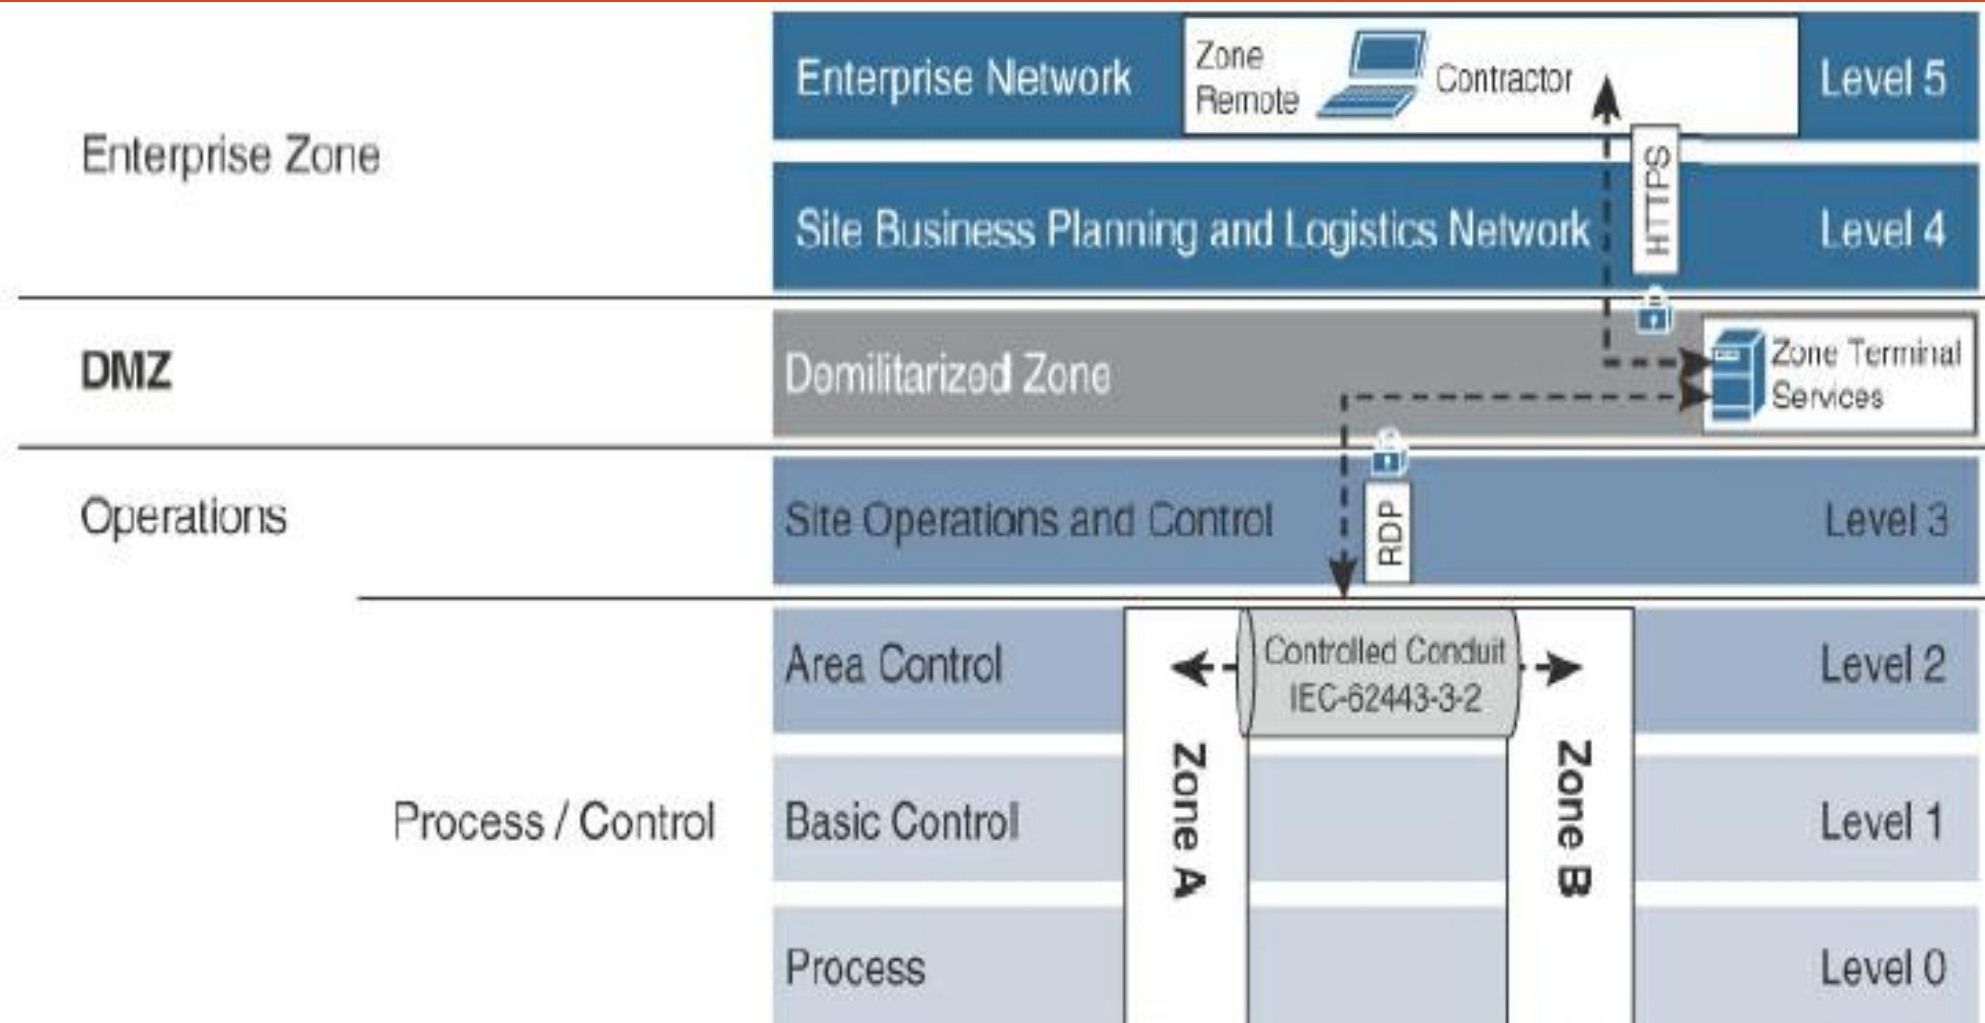 Enterprise Zone
Enterprise Network
Zone
Remote
Contractor
Level 5
HTTPS
Site Business Planning and Logistics Network
Level 4
DMZ
Demilitarized Zone
Zone Terminal
Services
Operations
Site Operations and Control
RDP
Level 3
Process / Control
Area Control
Controlled Conduit
IEC-62443-3-2
Level 2
Zone A
Zone B
Basic Control
Level 1
Process
Level 0